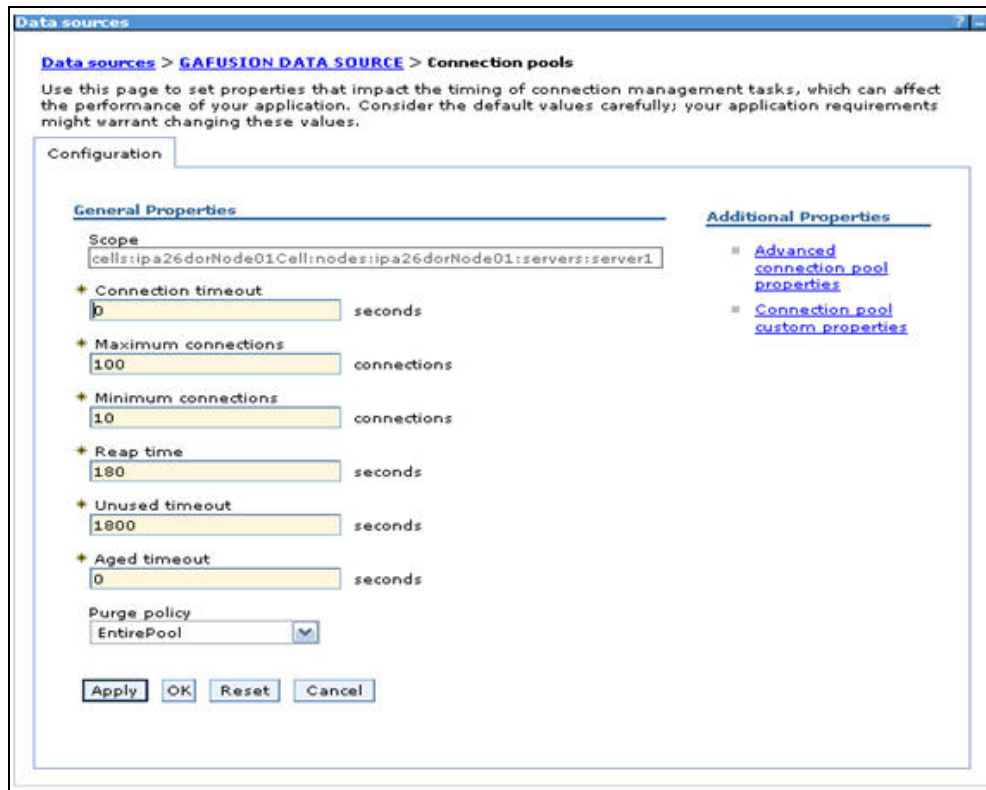 Data sources
? –
Data sources > GAFUSION DATA SOURCE > Connection pools
Use this page to set properties that impact the timing of connection management tasks, which can affect
the performance of your application. Consider the default values carefully; your application requirements
might warrant changing these values.
Configuration
General Properties
Scope
cells:ipa26dorNode01Cell:nodes:ipa26dorNode01:servers:server1
Connection timeout
0 seconds
Maximum connections
100 connections
Minimum connections
10 connections
Reap time
180 seconds
Unused timeout
1800 seconds
Aged timeout
0 seconds
Purge policy
EntirePool
Apply OK Reset Cancel
Additional Properties
Advanced
connection pool
properties
Connection pool
custom properties